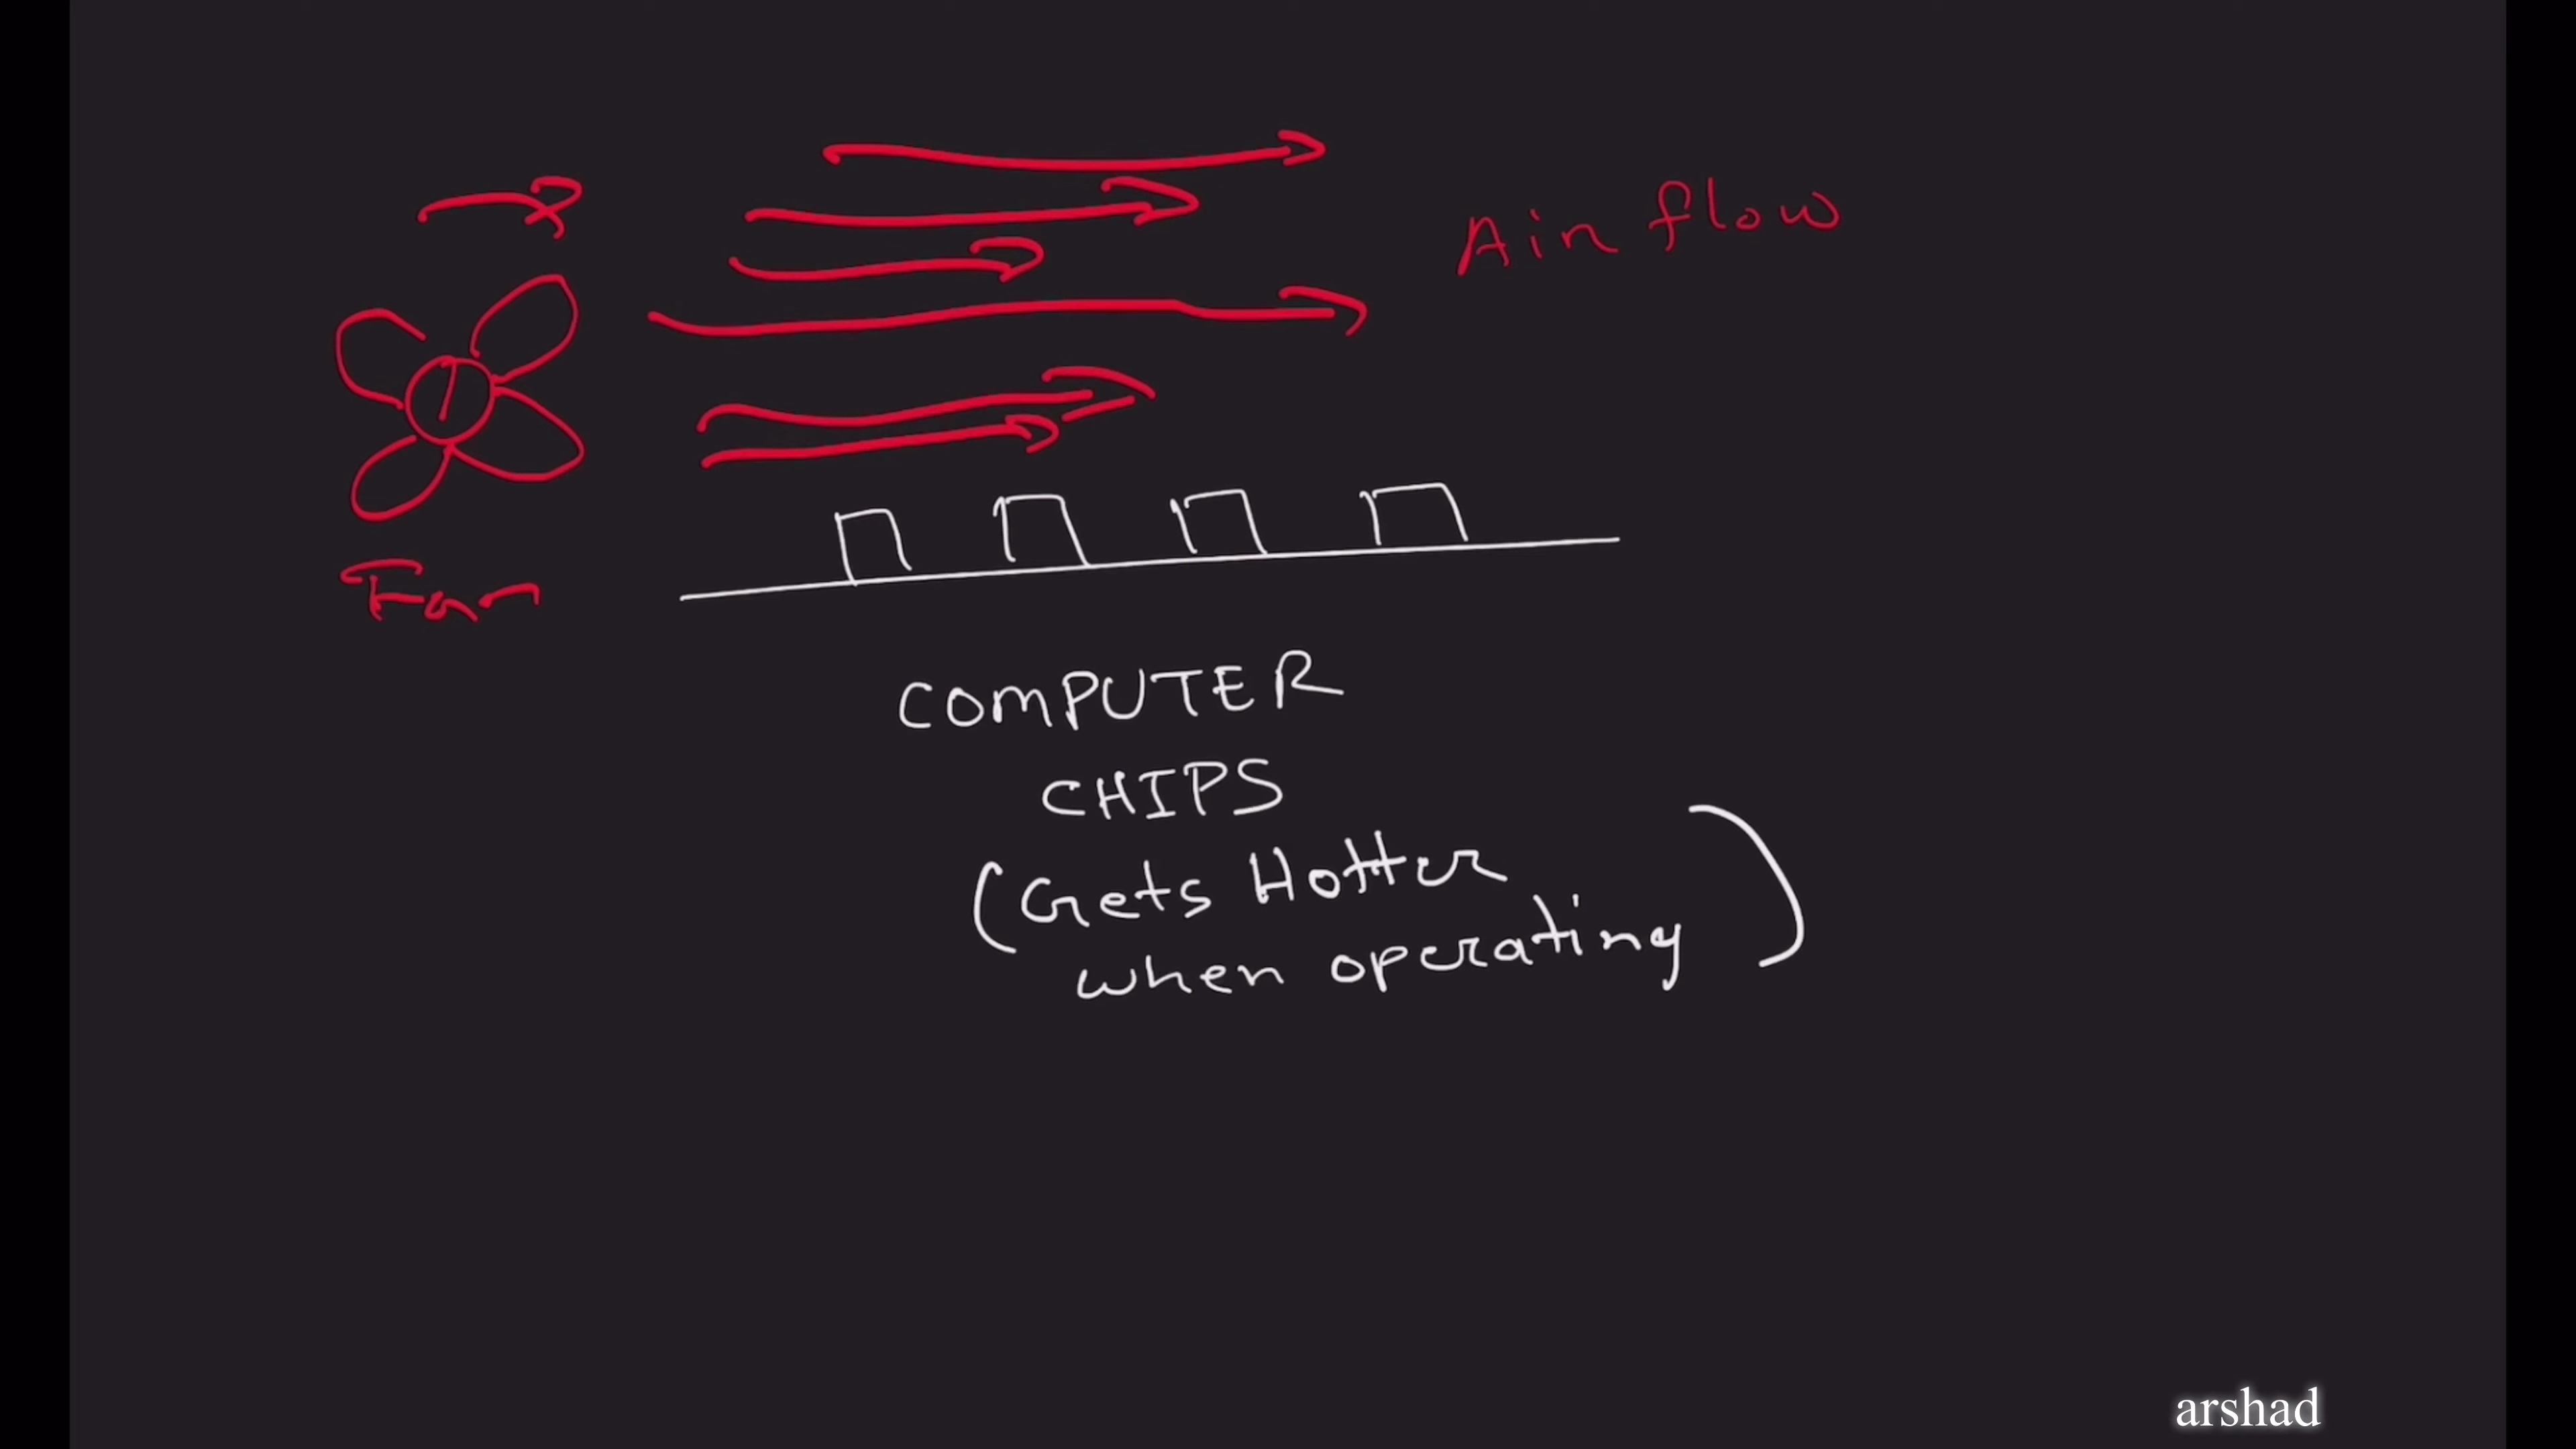 Air flow
Fan
COMPUTER
CHIPS
(Gets Hotter
when operating)
arshad